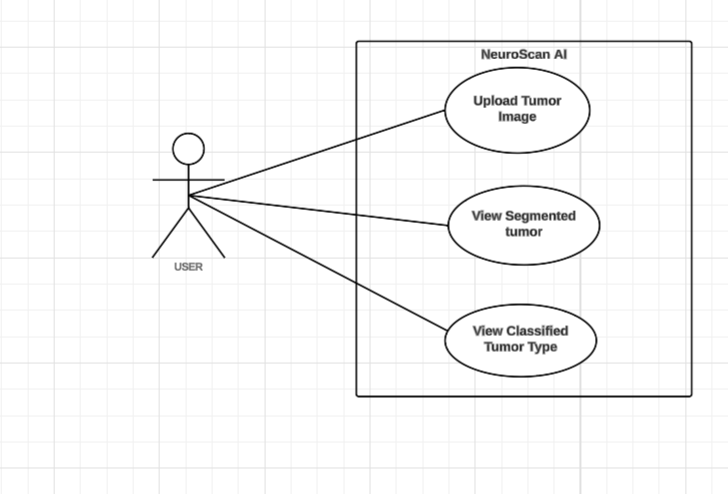 NeuroScan AI
Upload Tumor
Image
View Segmented
tumor
USER
View Classified
Tumor Type